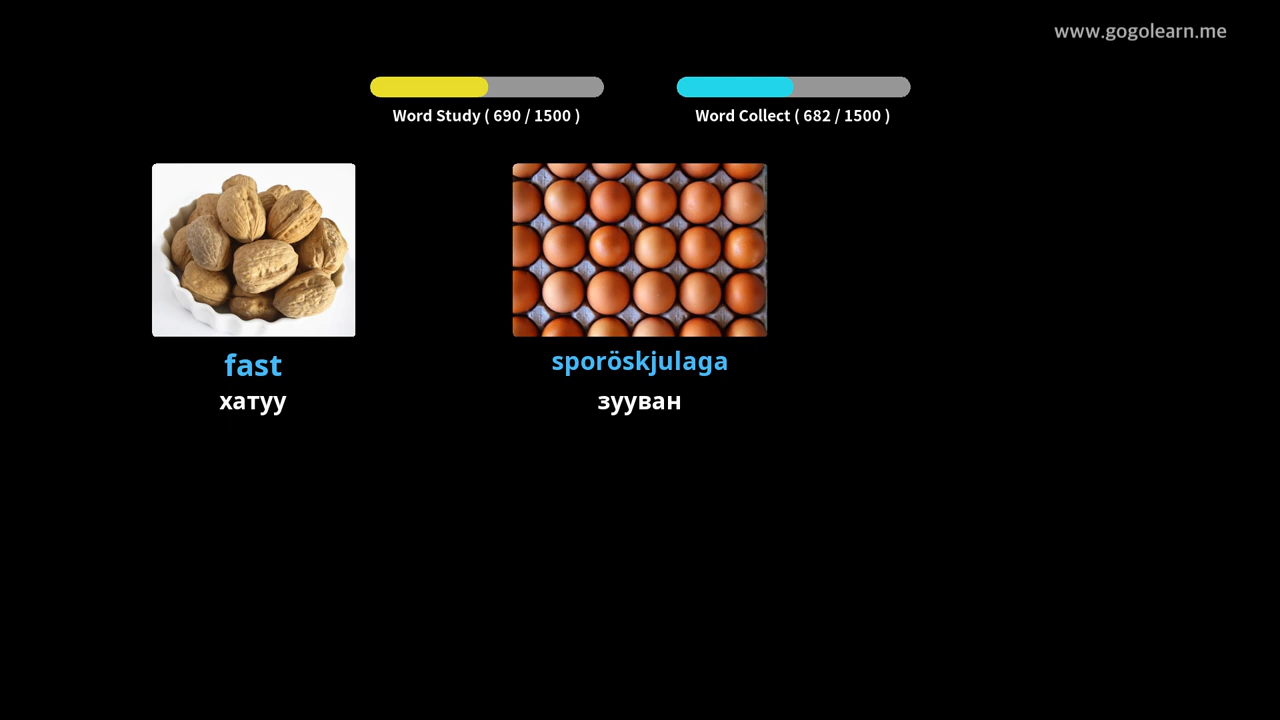 www.gogolearn.me
Word Study ( 690 / 1500 )
Word Collect ( 682 / 1500 )
fast
хатуу
sporöskjulaga
зууван